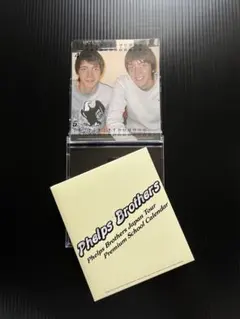 Phelps Brothers
Phelps Brothers Japan Tour
Premium School Calendar